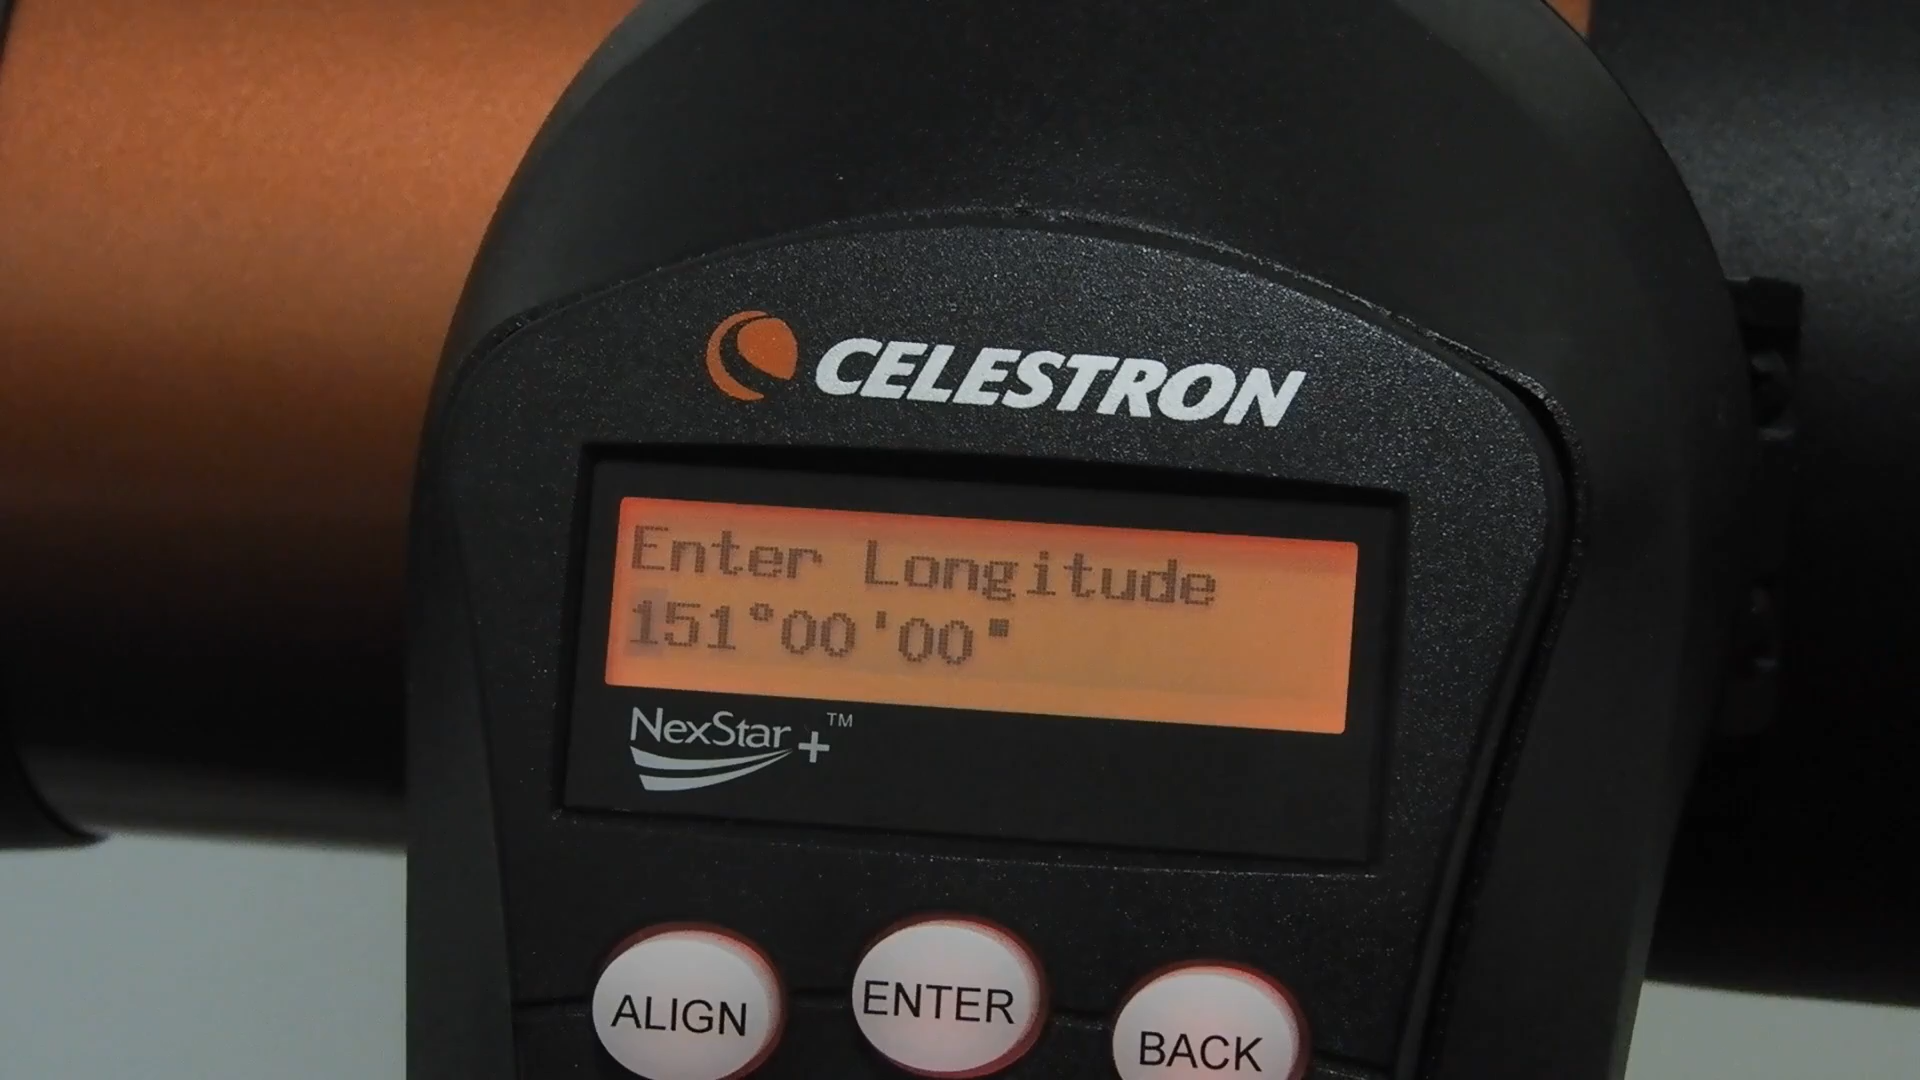 CELESTRON
Enter Longitude
151°00'00"
NexStar+™
ALIGN
ENTER
BACK